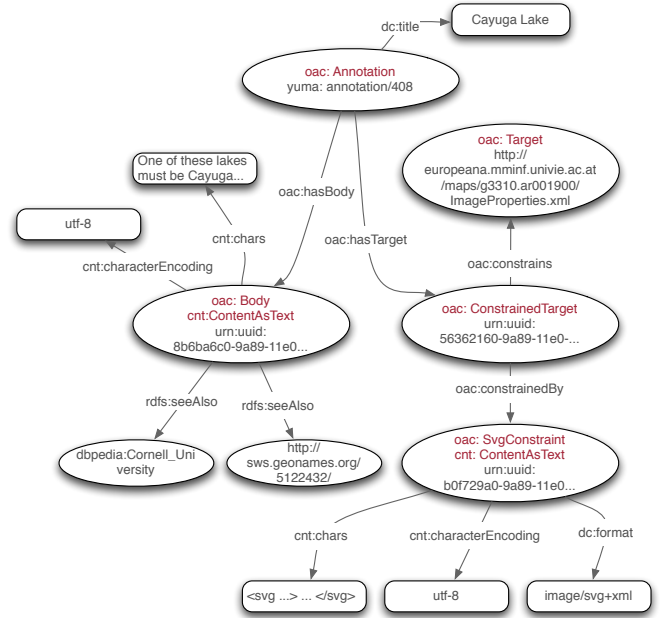 dc:title
Cayuga Lake
oac: Annotation
yuma: annotation/408
One of these lakes
must be Cayuga...
oac: Target
http://
europeana.mminf.univie.ac.at
/maps/g3310.ar001900/
ImageProperties.xml
oac:hasBody
utf-8
cnt:chars
oac:hasTarget
cnt:characterEncoding
oac:constrains
oac: Body
cnt:ContentAsText
urn:uuid:
8b6ba6c0-9a89-11e0...
oac: ConstrainedTarget
urn:uuid:
56362160-9a89-11e0-...
rdfs:seeAlso
rdfs:seeAlso
oac:constrainedBy
dbpedia:Cornell_Uni
versity
http://
sws.geonames.org/
5122432/
oac: SvgConstraint
cnt: ContentAsText
urn:uuid:
b0f729a0-9a89-11e0...
cnt:chars
cnt:characterEncoding
dc:format
<svg ...> ... </svg>
utf-8
image/svg+xml